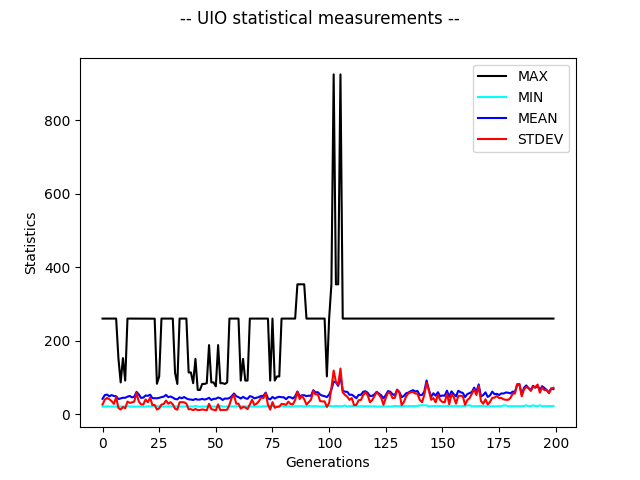 -- UIO statistical measurements --
MAX
MIN
MEAN
STDEV
Statistics
800
600
400
200
0
0 25 50 75 100 125 150 175 200
Generations